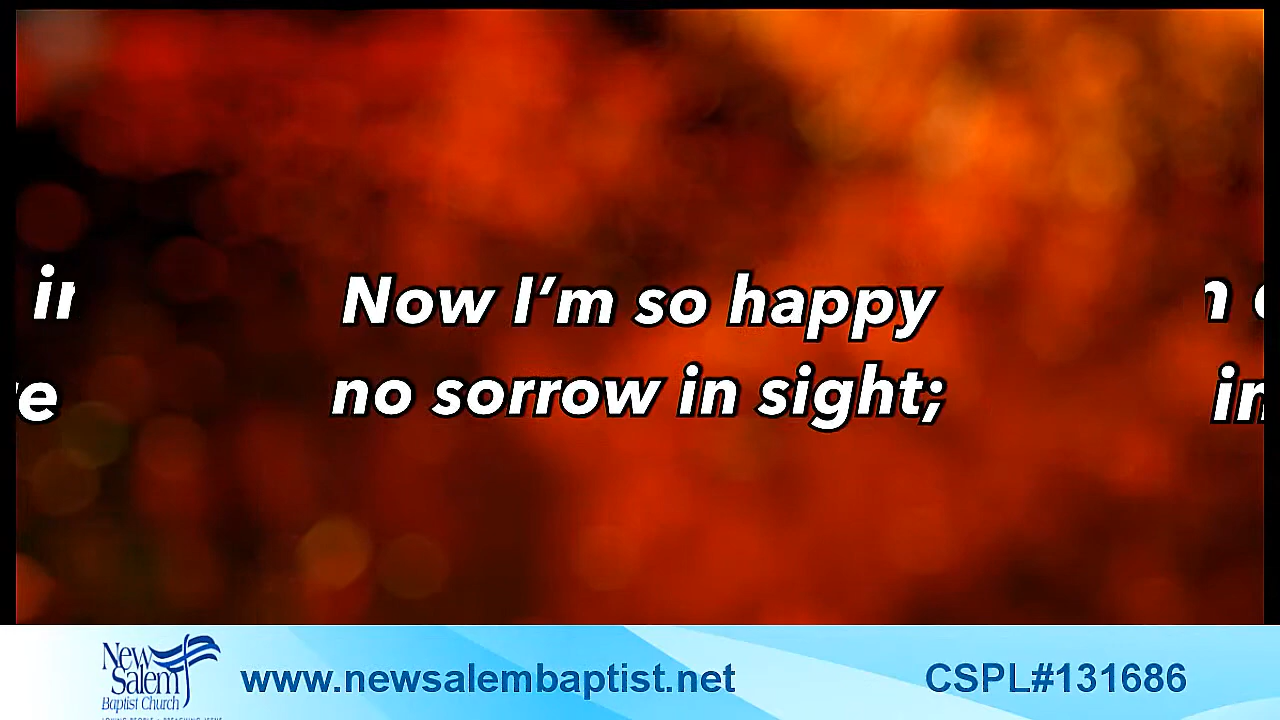 Now I’m so happy
no sorrow in sight;
New
Salem
Baptist Church
www.newsalembaptist.net
CSPL#131686